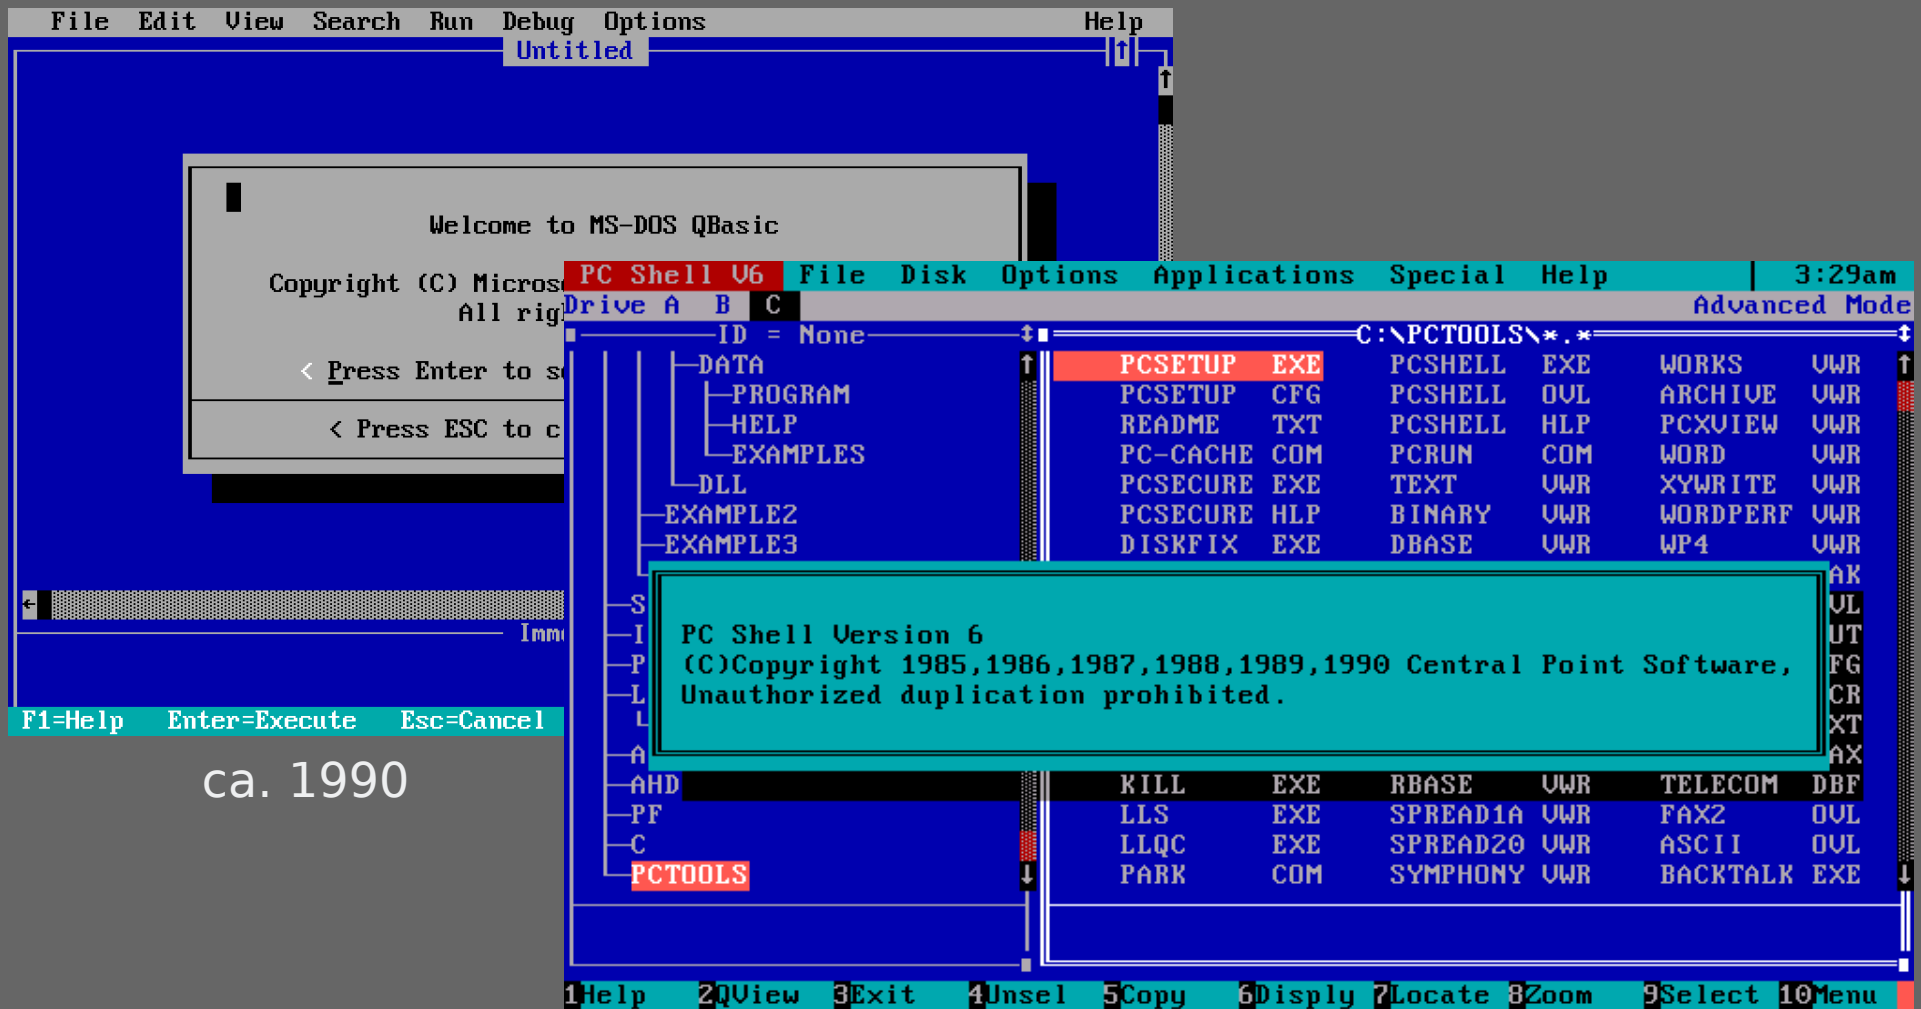 File Edit View Search Run Debug Options Help
Untitled
Welcome to MS-DOS QBasic
Copyright (C)
All
< Press Enter to
< Press ESC to
F1=Help Enter=Execute Esc=Cancel
ca. 1990
PC Shell V6 File Disk Options Applications Special Help 3:29am
Drive A B C Advanced Mode
ID = None
C:\PCTOOLS\*.*
DATA
PROGRAM
HELP
EXAMPLES
DLL
EXAMPLE2
EXAMPLE3
S
I
P
L
A
AHD
PF
C
PCTOOLS
PCSETUP EXE PCSHELL EXE WORKS VWR
PCSETUP CFG PCSHELL OVL ARCHIVE VWR
README TXT PCSHELL HLP PCXVIEW VWR
PC-CACHE COM PCRUN COM WORD VWR
PCSECURE EXE TEXT VWR XYWRITE VWR
PCSECURE HLP BINARY VWR WORDPERF VWR
DISKFIX EXE DBASE VWR WP4 VWR
AK
VL
UT
FG
CR
XT
AX
KILL EXE RBASE VWR TELECOM DBF
LLS EXE SPREAD1A VWR FAX2 OVL
LLQC EXE SPREAD20 VWR ASCII OVL
PARK COM SYMPHONY VWR BACKTALK EXE
PC Shell Version 6
(C)Copyright 1985,1986,1987,1988,1989,1990 Central Point Software,
Unauthorized duplication prohibited.
1Help 2QView 3Exit 4Unsel 5Copy 6Disply 7Locate 8Zoom 9Select 10Menu